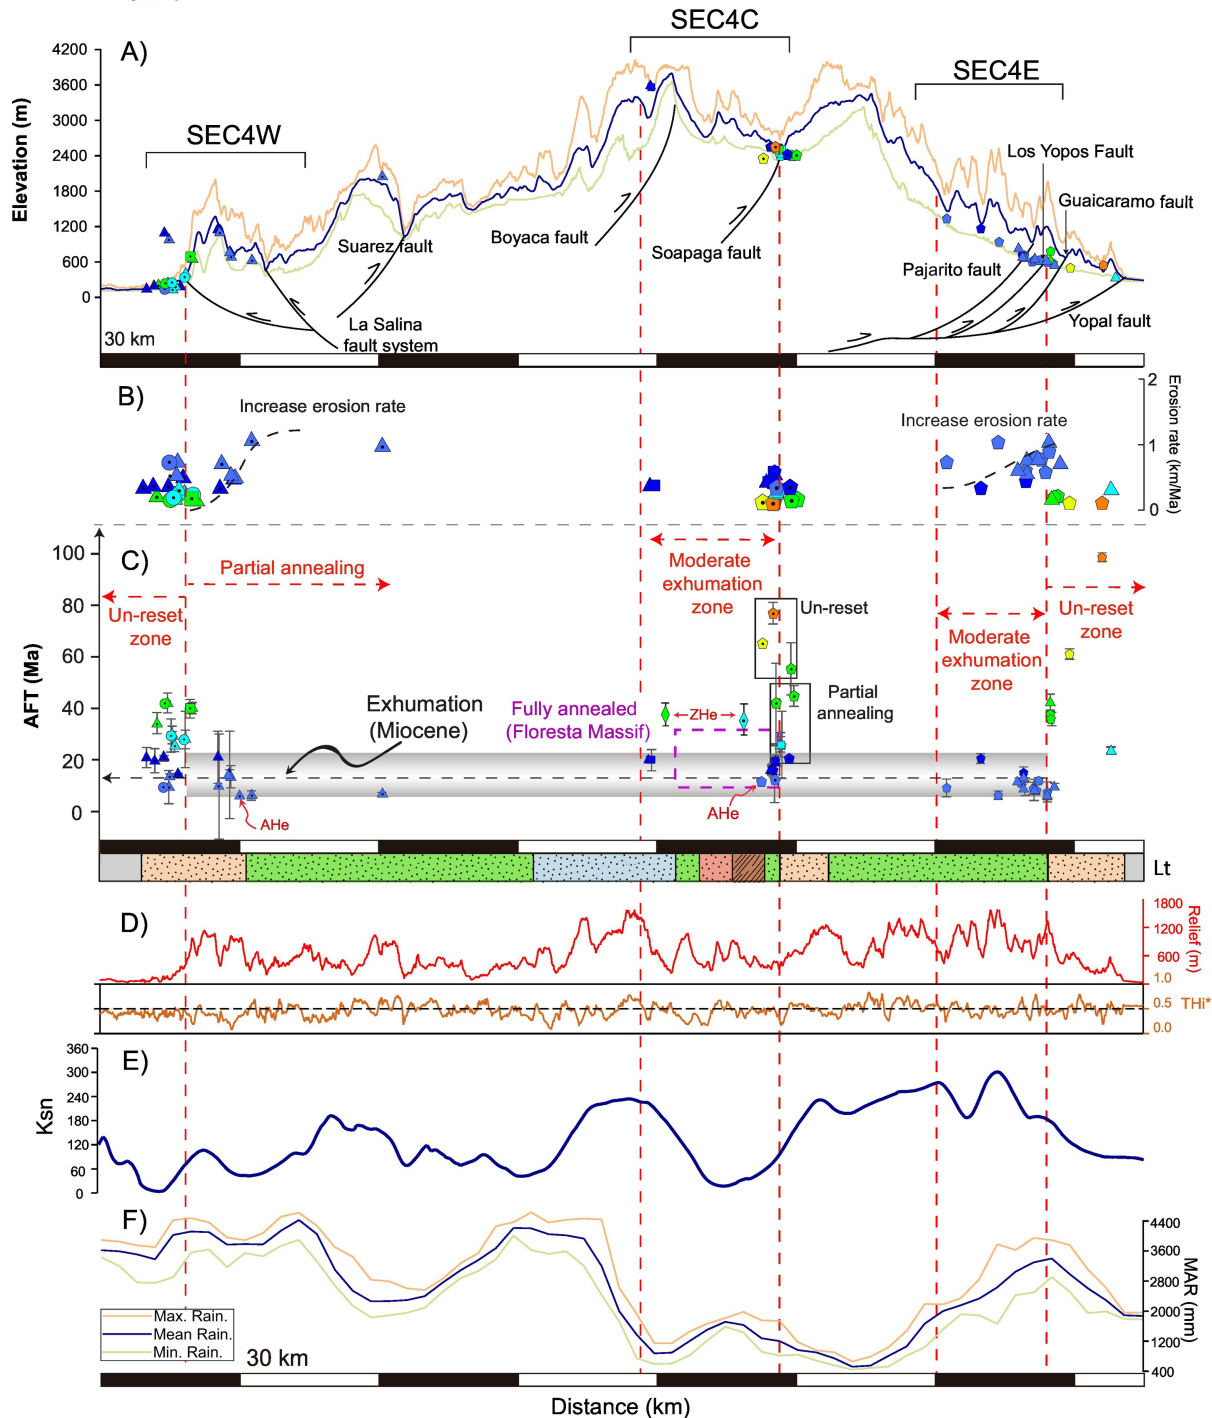 SEC4C
A)
SEC4E
SEC4W
4200
3600
3000
2400
1800
1200
600
0
Elevation (m)
Los Yopos Fault
Guaicaramo fault
Suarez fault
Boyaca fault
Soapaga fault
Pajarito fault
Yopal fault
La Salina
fault system
30 km
B)
Increase erosion rate
Increase erosion rate
2
1
0
Erosion rate (km/Ma)
C)
100
80
60
40
20
0
AFT (Ma)
Partial annealing
Un-reset
zone
Moderate
exhumation
zone
Un-reset
Partial
annealing
Moderate
exhumation
zone
Un-reset
zone
Exhumation
(Miocene)
Fully annealed
(Floresta Massif)
ZHe
AHe
AHe
Lt
D)
1800
1200
600
1.0
Relief (m)
0.5
0.0
THi*
E)
360
300
240
180
120
60
0
Ksn
F)
4400
3600
2800
2000
1200
400
MAR (mm)
Max. Rain.
Mean Rain.
Min. Rain.
30 km
Distance (km)